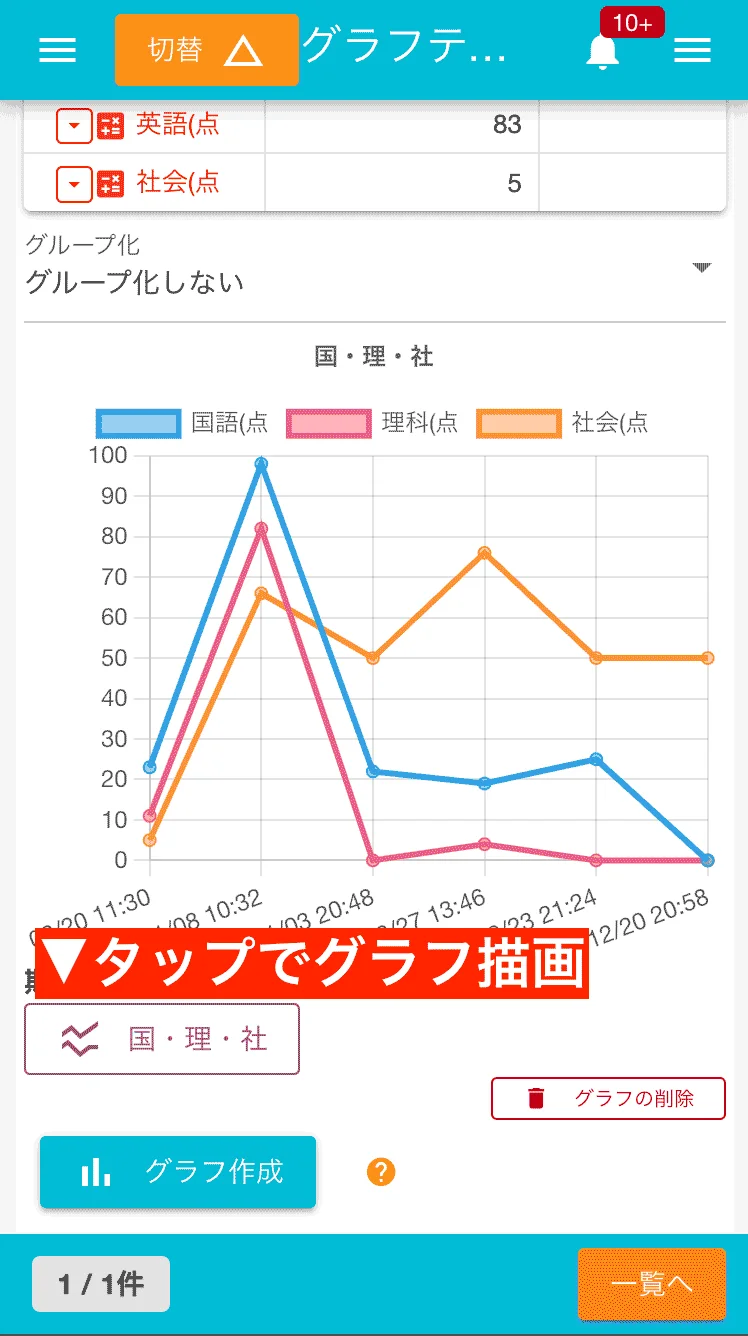 切替 グラフテ... 10+
英語(点 83
社会(点 5
グループ化
グループ化しない
国・理・社
国語(点 理科(点 社会(点
100
90
80
70
60
50
40
30
20
10
0
/20 11:30 /08 10:32 /03 20:48 /27 13:46 /23 21:24 12/20 20:58
▼タップでグラフ描画
国・理・社
グラフの削除
グラフ作成 ?
1 / 1件 一覧へ